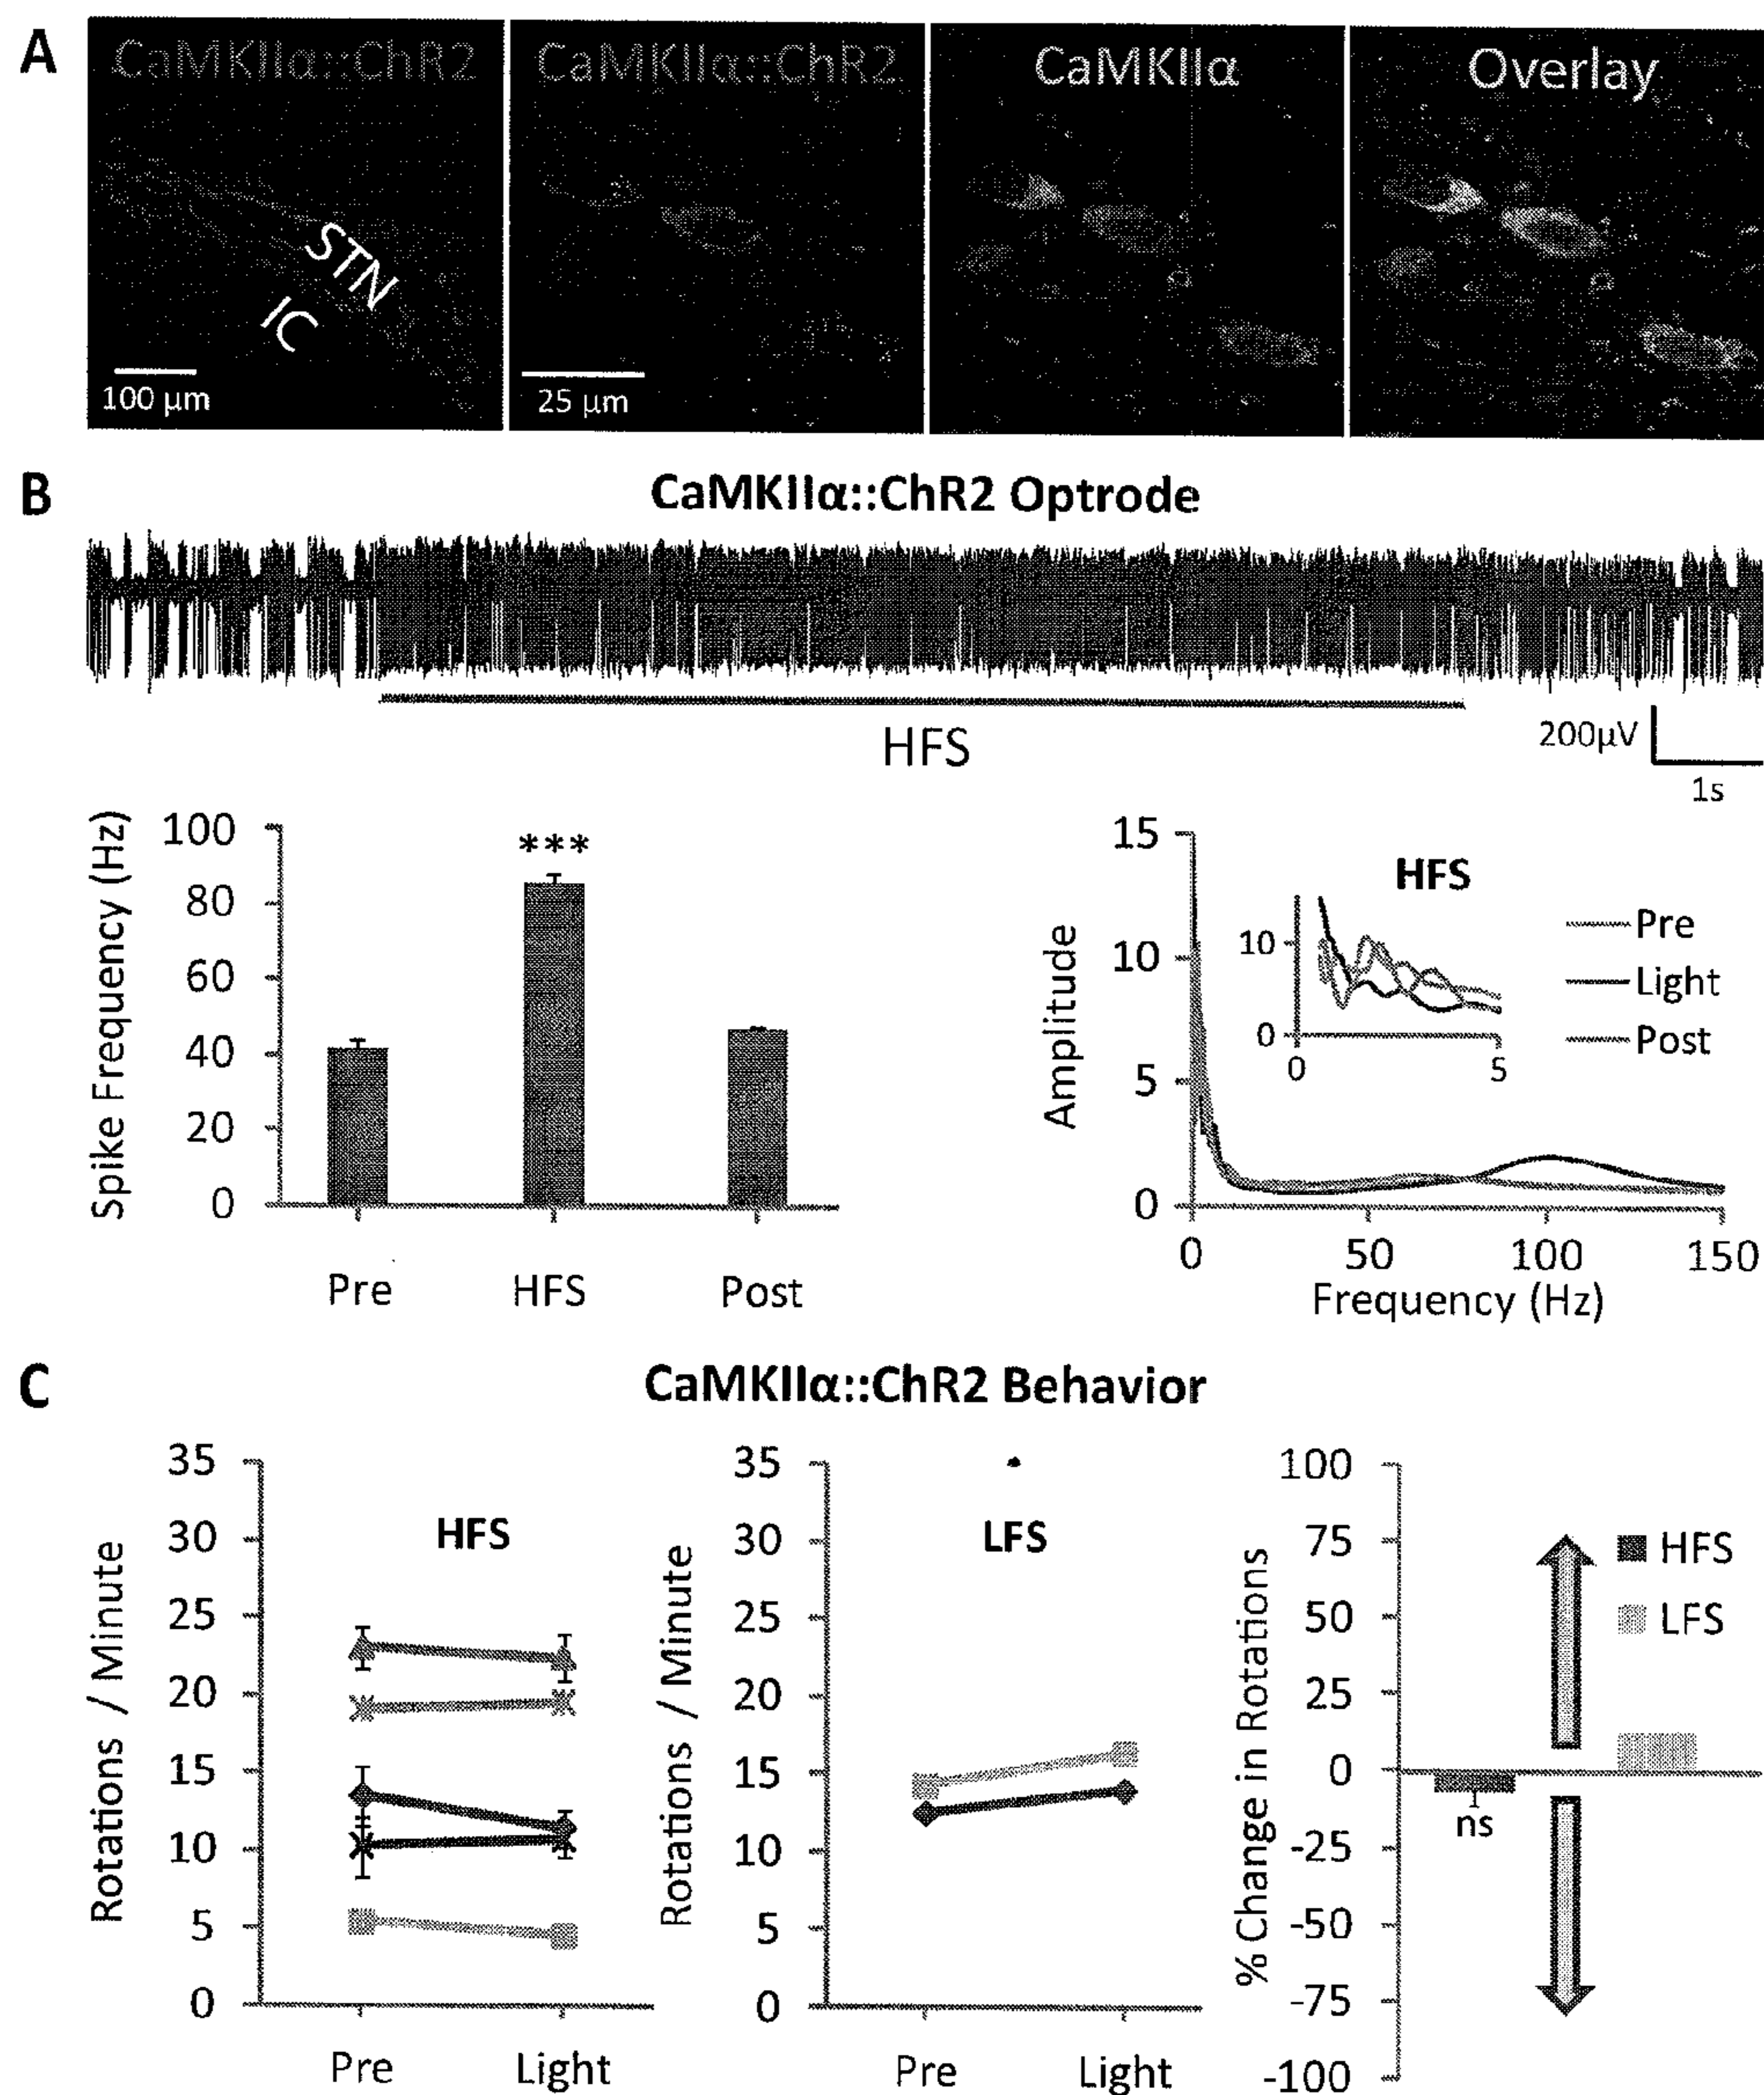 A
CaMKIIα::ChR2
CaMKIIα::ChR2
CaMKIIα
Overlay
STN
IC
100 µm
25 µm
B
CaMKIIα::ChR2 Optrode
HFS
200µV
1s
Spike Frequency (Hz)
100
80
60
40
20
0
***
Pre
HFS
Post
Amplitude
15
10
5
0
HFS
10
0
0
5
Pre
Light
Post
0
50
100
150
Frequency (Hz)
C
CaMKIIα::ChR2 Behavior
Rotations / Minute
35
30
25
20
15
10
5
0
HFS
Pre
Light
Rotations / Minute
35
30
25
20
15
10
5
0
LFS
Pre
Light
% Change in Rotations
100
75
50
25
0
-25
-50
-75
-100
HFS
LFS
ns